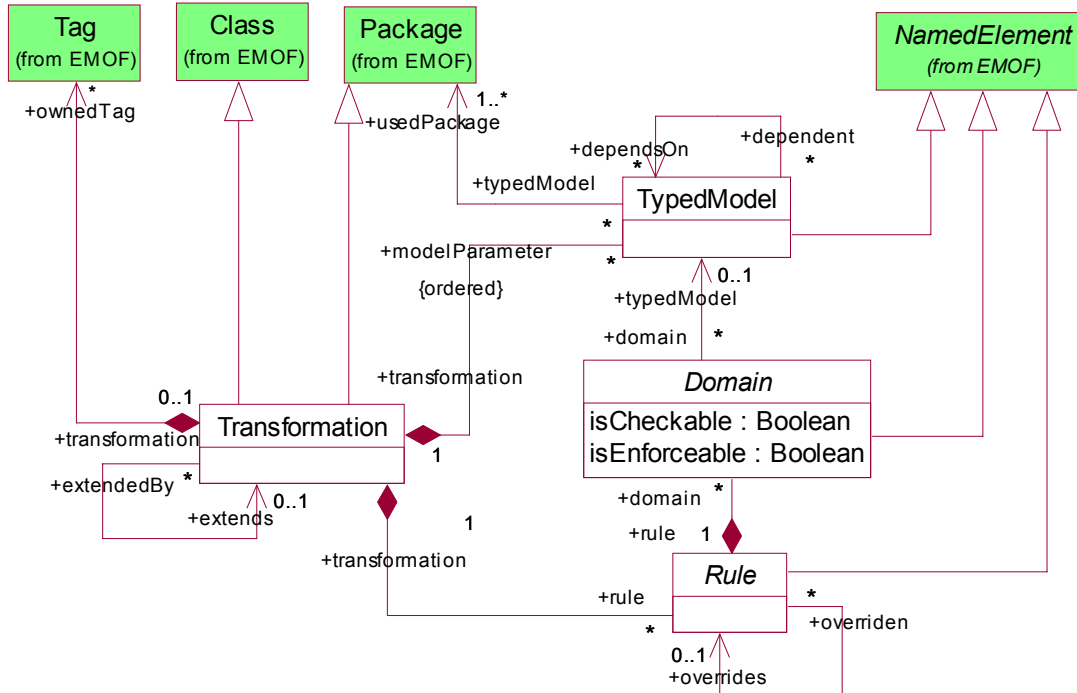 Tag
(from EMOF)
Class
(from EMOF)
Package
(from EMOF)
NamedElement
(from EMOF)
*
+ownedTag
1..*
+usedPackage
+dependsOn
*
+dependent
*
+typedModel
*
TypedModel
+modelParameter
{ordered}
*
0..1
+typedModel
+domain
*
+transformation
Domain
isCheckable : Boolean
isEnforceable : Boolean
0..1
+transformation
Transformation
1
+extendedBy
*
0..1
+extends
1
+transformation
*
+domain
+rule
1
Rule
+rule
*
*
+overriden
0..1
+overrides